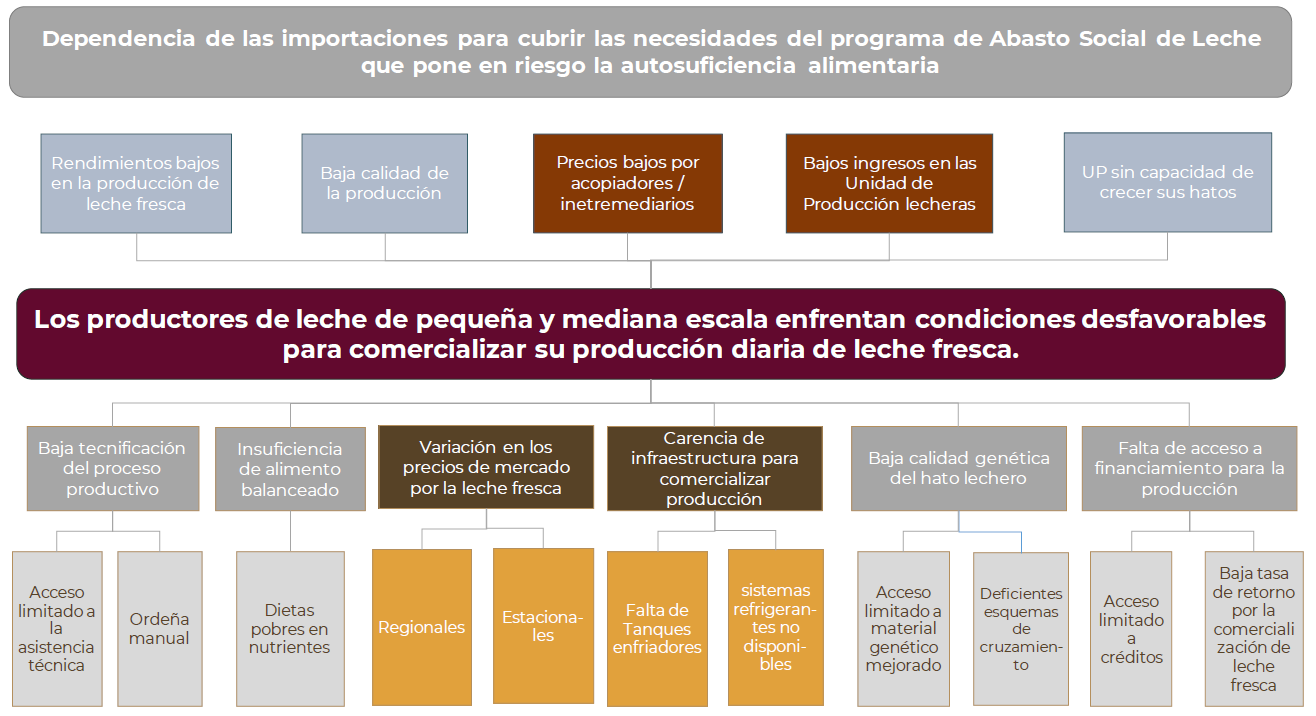 Dependencia de las importaciones para cubrir las necesidades del programa de Abasto Social de Leche
que pone en riesgo la autosuficiencia alimentaria
Rendimientos bajos
en la producción de
leche fresca
Baja calidad de
la producción
Precios bajos por
acopiadores /
inetremediarios
Bajos ingresos en las
Unidad de
Producción lecheras
UP sin capacidad de
crecer sus hatos
Los productores de leche de pequeña y mediana escala enfrentan condiciones desfavorables
para comercializar su producción diaria de leche fresca.
Baja tecnificación
del proceso
productivo
Insuficiencia
de alimento
balanceado
Variación en los
precios de mercado
por la leche fresca
Carencia de
infraestructura para
comercializar
producción
Baja calidad genética
del hato lechero
Falta de acceso a
financiamiento para la
producción
Acceso
limitado a
la
asistencia
técnica
Ordeña
manual
Dietas
pobres en
nutrientes
Regionales
Estaciona-
les
Falta de
Tanques
enfriadores
sistemas
refrigeran-
tes no
disponi-
bles
Acceso
limitado a
material
genético
mejorado
Deficientes
esquemas
de
cruzamien-
to
Acceso
limitado
a
créditos
Baja tasa
de retorno
por la
comerciali
zación de
leche
fresca